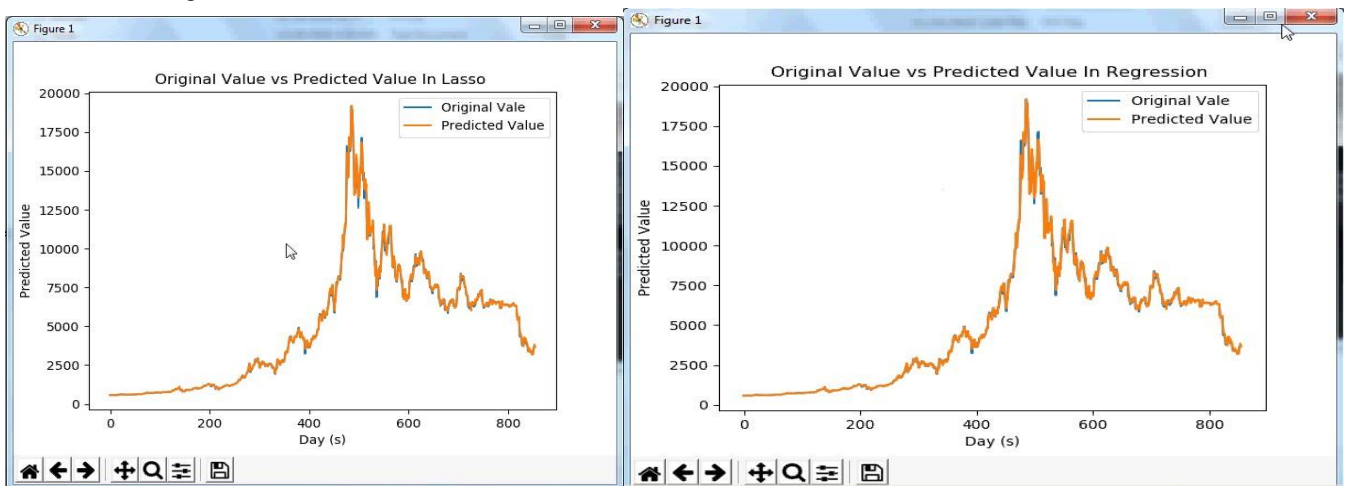 Figure 1
Original Value vs Predicted Value In Lasso
Original Vale
Predicted Value
20000
17500
15000
12500
10000
7500
5000
2500
0
Predicted Value
0 200 400 600 800
Day (s)
Figure 1
Original Value vs Predicted Value In Regression
Original Vale
Predicted Value
20000
17500
15000
12500
10000
7500
5000
2500
0
Predicted Value
0 200 400 600 800
Day (s)